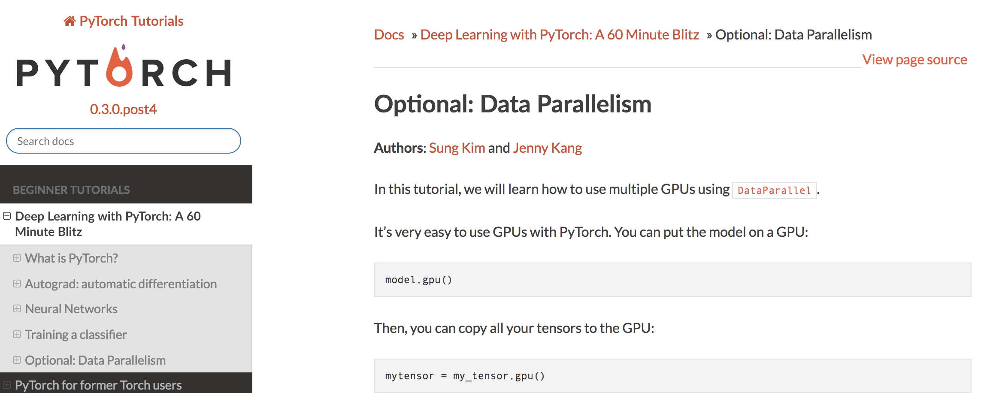 PyTorch Tutorials
PYTORCH
0.3.0.post4
Search docs
BEGINNER TUTORIALS
Deep Learning with PyTorch: A 60
Minute Blitz
What is PyTorch?
Autograd: automatic differentiation
Neural Networks
Training a classifier
Optional: Data Parallelism
PyTorch for former Torch users
Docs » Deep Learning with PyTorch: A 60 Minute Blitz » Optional: Data Parallelism
View page source
Optional: Data Parallelism
Authors: Sung Kim and Jenny Kang
In this tutorial, we will learn how to use multiple GPUs using DataParallel.
It’s very easy to use GPUs with PyTorch. You can put the model on a GPU:
model.gpu()
Then, you can copy all your tensors to the GPU:
mytensor = my_tensor.gpu()